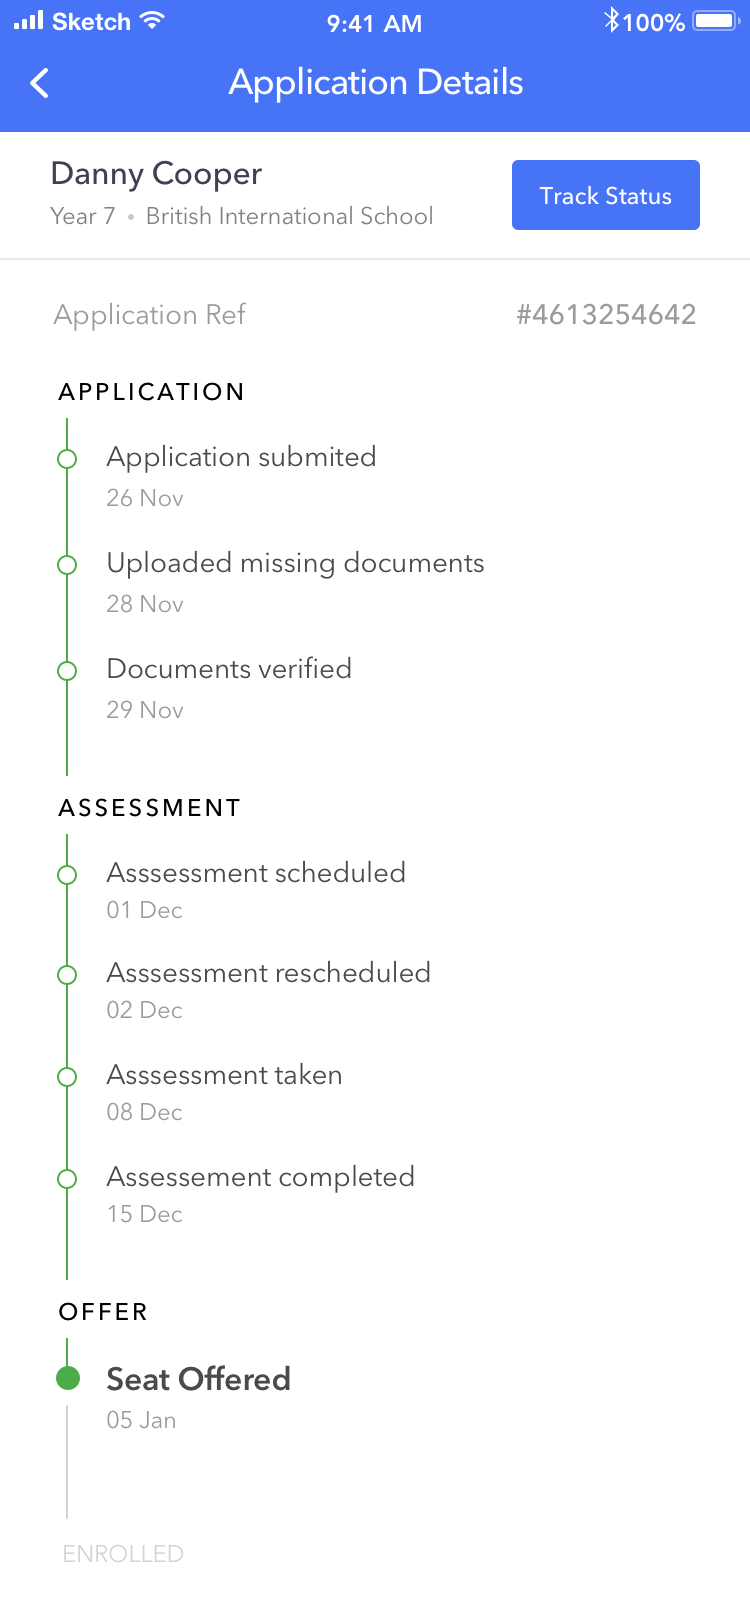 Sketch 9:41 AM 100%
Application Details
Danny Cooper
Year 7 • British International School
Track Status
Application Ref #4613254642
APPLICATION
Application submited
26 Nov
Uploaded missing documents
28 Nov
Documents verified
29 Nov
ASSESSMENT
Asssessment scheduled
01 Dec
Asssessment rescheduled
02 Dec
Asssessment taken
08 Dec
Assessement completed
15 Dec
OFFER
Seat Offered
05 Jan
ENROLLED